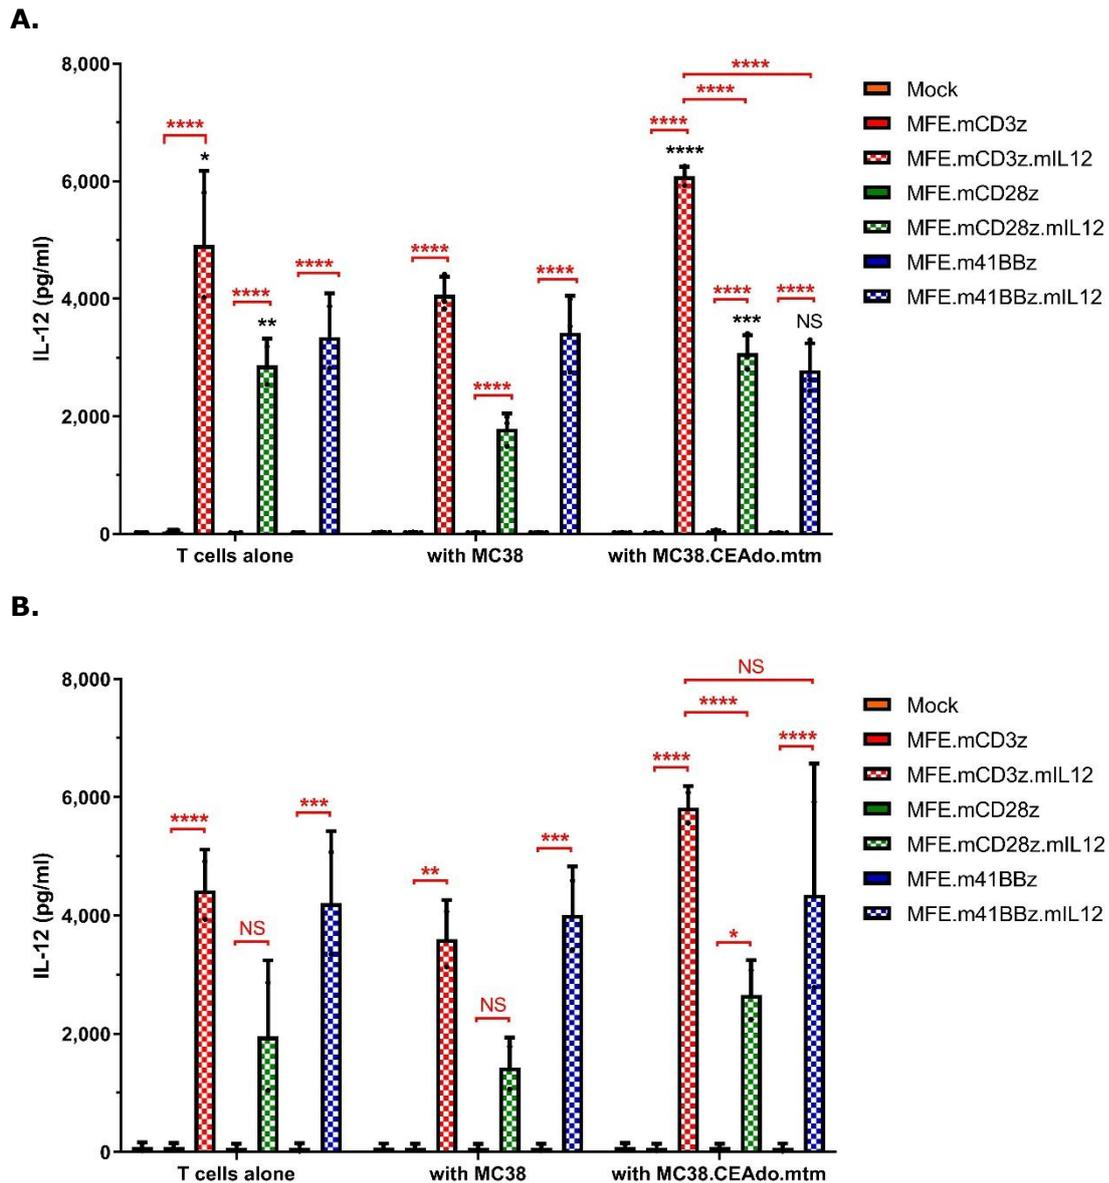 A.
IL-12 (pg/ml)
8,000
6,000
4,000
2,000
0
****
*
****
**
****
****
****
****
****
****
****
****
****
***
****
NS
T cells alone
with MC38
with MC38.CEAdo.mtm
Mock
MFE.mCD3z
MFE.mCD3z.mIL12
MFE.mCD28z
MFE.mCD28z.mIL12
MFE.m41BBz
MFE.m41BBz.mIL12
B.
IL-12 (pg/ml)
8,000
6,000
4,000
2,000
0
****
NS
***
**
NS
***
NS
****
****
*
****
T cells alone
with MC38
with MC38.CEAdo.mtm
Mock
MFE.mCD3z
MFE.mCD3z.mIL12
MFE.mCD28z
MFE.mCD28z.mIL12
MFE.m41BBz
MFE.m41BBz.mIL12